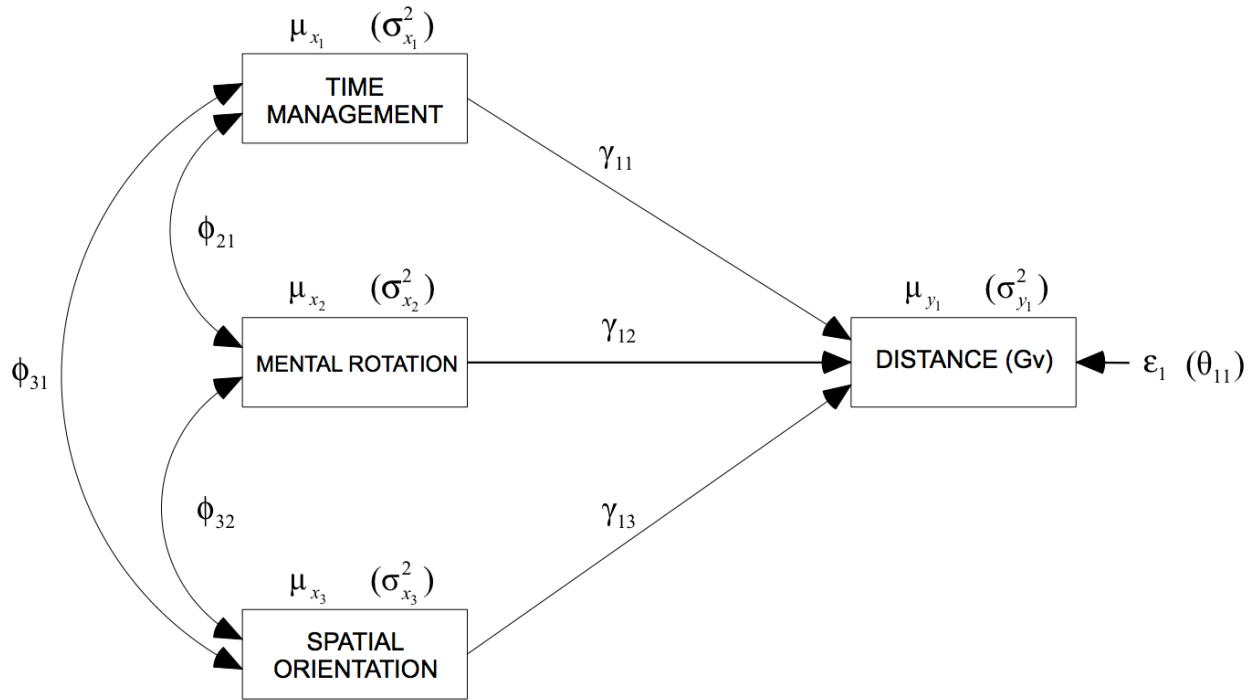 μx₁ (σ²x₁)
TIME
MANAGEMENT
γ₁₁
ϕ₂₁
μx₂ (σ²x₂)
MENTAL ROTATION
γ₁₂
μy₁ (σ²y₁)
DISTANCE (Gv)
ε₁ (θ₁₁)
ϕ₃₁
ϕ₃₂
γ₁₃
μx₃ (σ²x₃)
SPATIAL
ORIENTATION